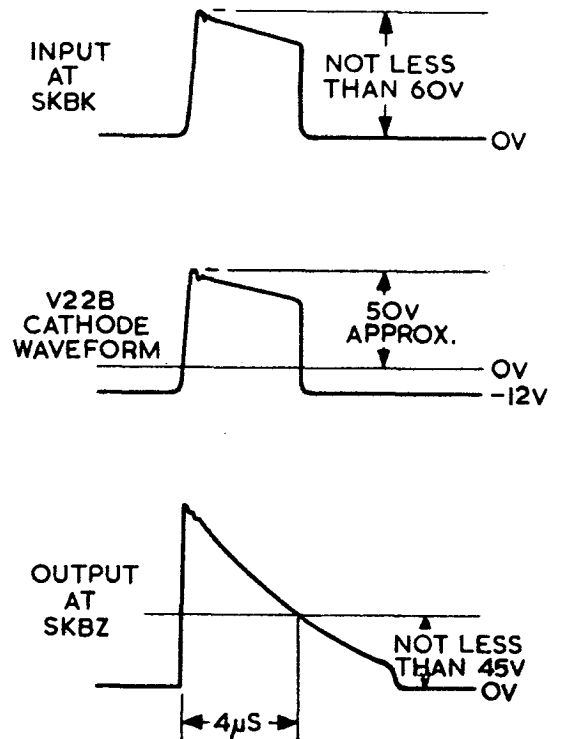 INPUT
AT
SKBK
NOT LESS
THAN 60V
0V
V22B
CATHODE
WAVEFORM
50V
APPROX.
0V
-12V
OUTPUT
AT
SKBZ
NOT LESS
THAN 45V
0V
4μS